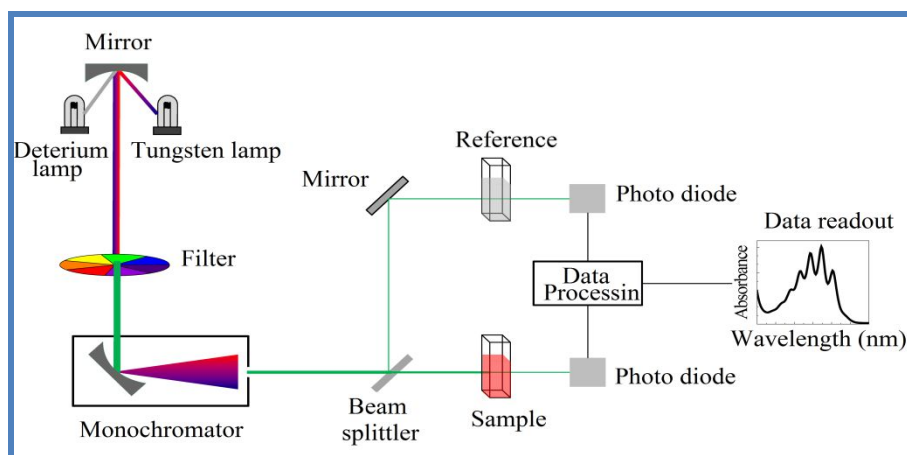 Mirror
Deterium
lamp
Tungsten lamp
Filter
Monochromator
Mirror
Beam
splittler
Reference
Sample
Photo diode
Data
Processin
Photo diode
Data readout
Absorbance
Wavelength (nm)